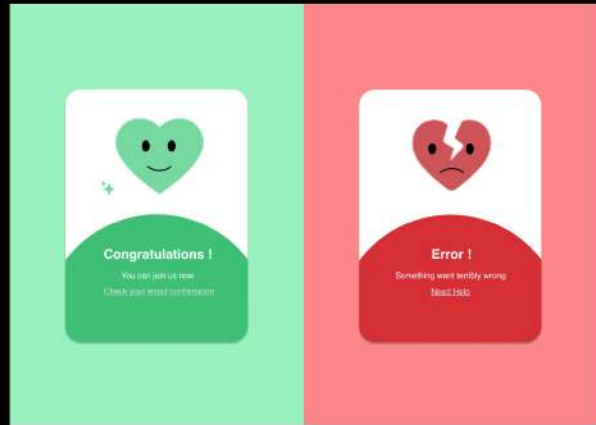 Congratulations !
You can join us now
Check your email confirmation
Error !
Something went terribly wrong
Need Help